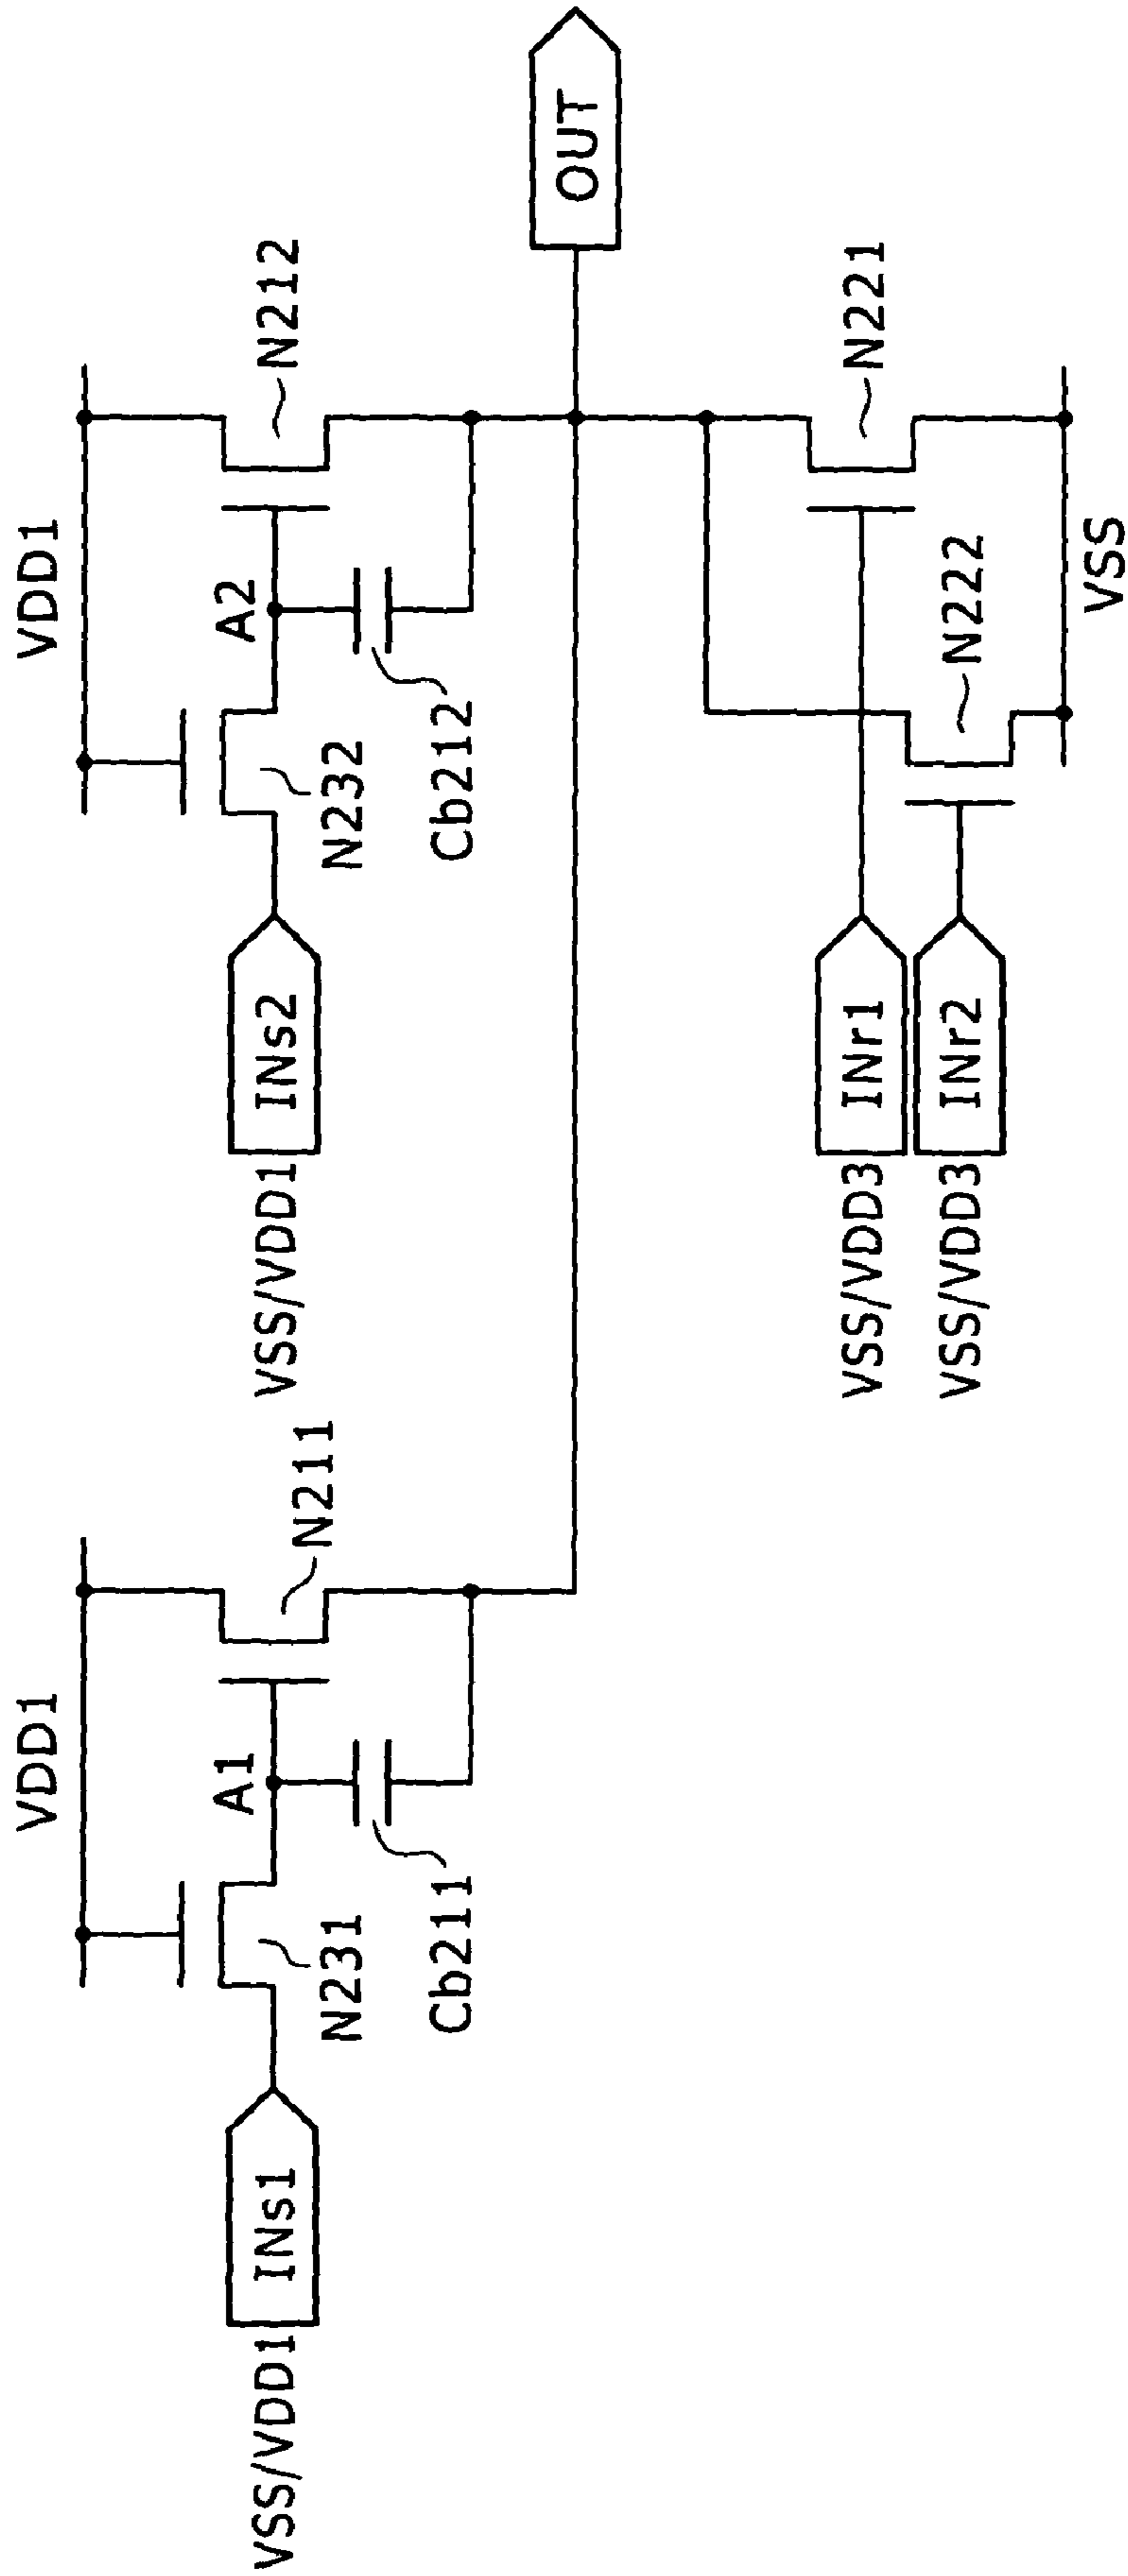 VDD1
VDD1
N211
N212
A1
A2
N231
N232
Cb211
Cb212
VSS/VDD1
INs1
VSS/VDD1
INs2
OUT
VSS/VDD3
INr1
N221
VSS/VDD3
INr2
N222
VSS